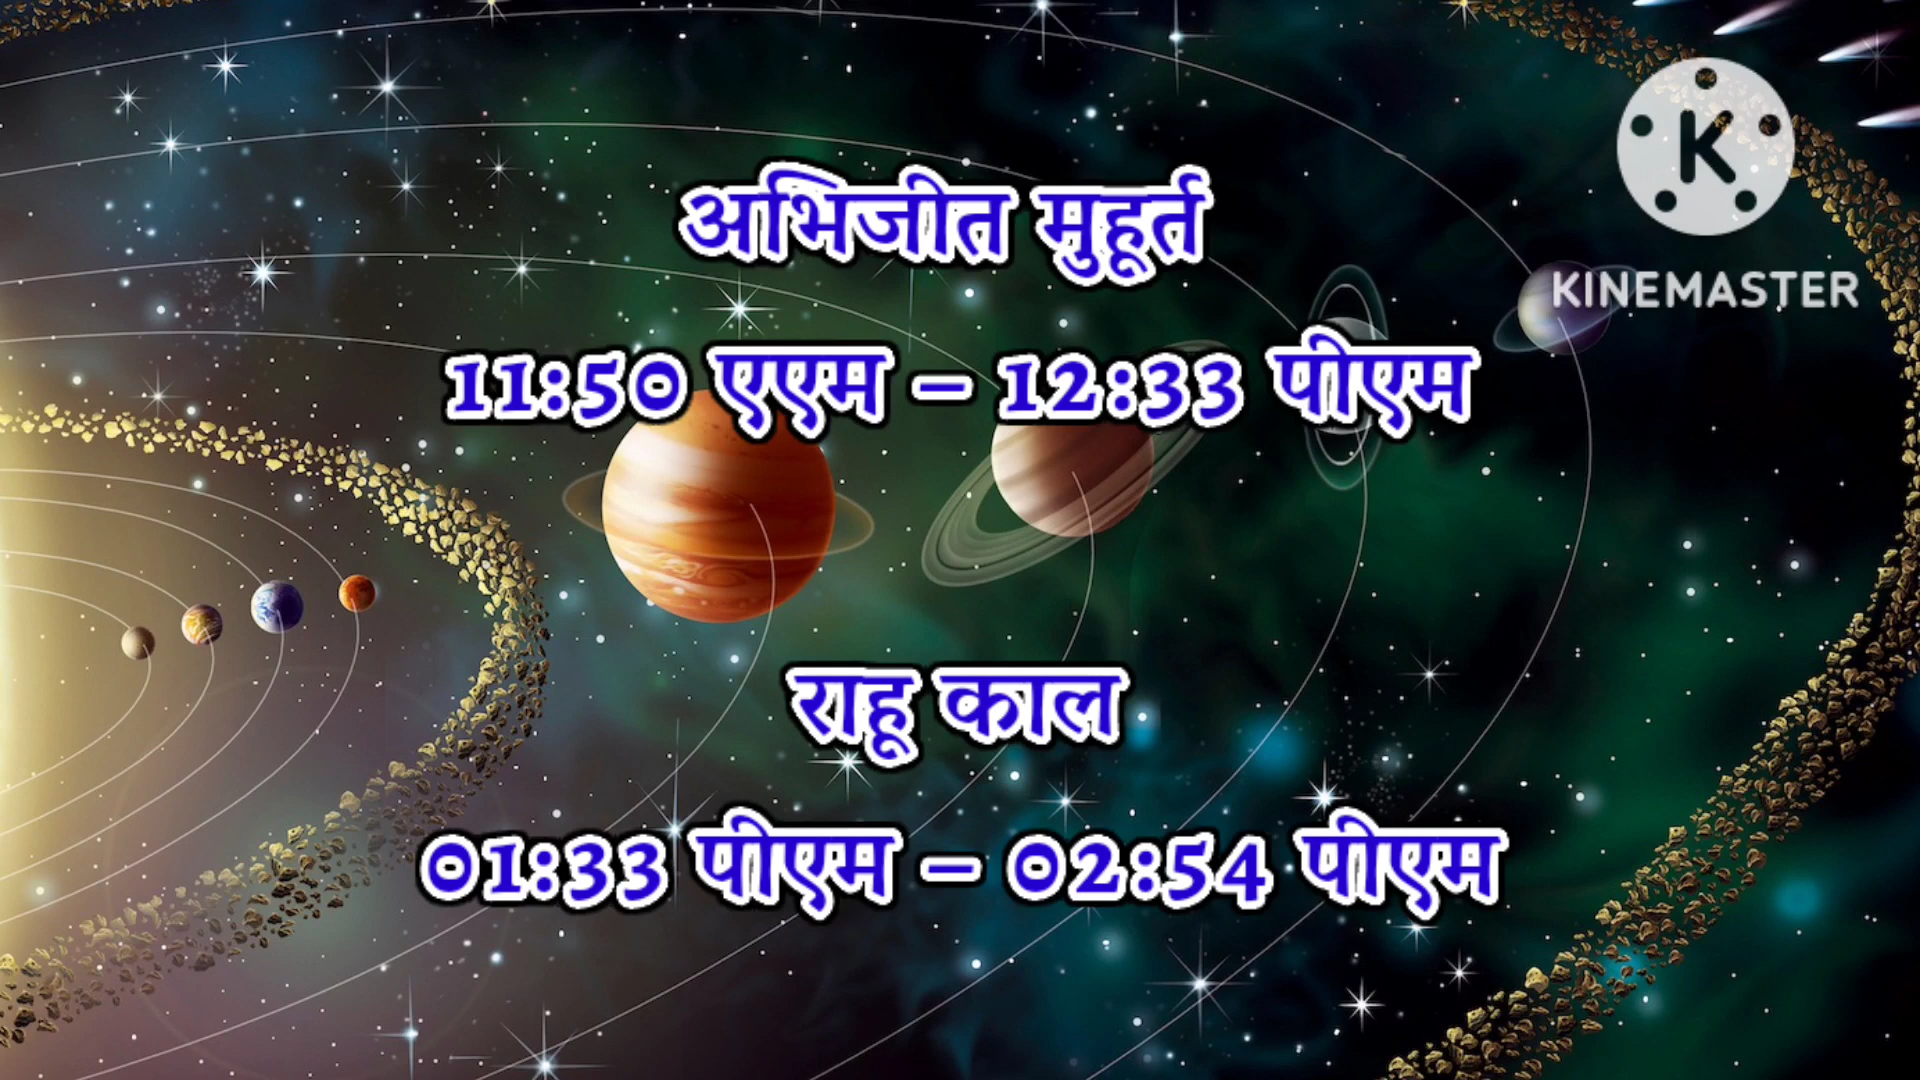 अभिजीत मुहूर्त
11:50 एएम – 12:33 पीएम
राहू काल
01:33 पीएम – 02:54 पीएम
K
KINEMASTER